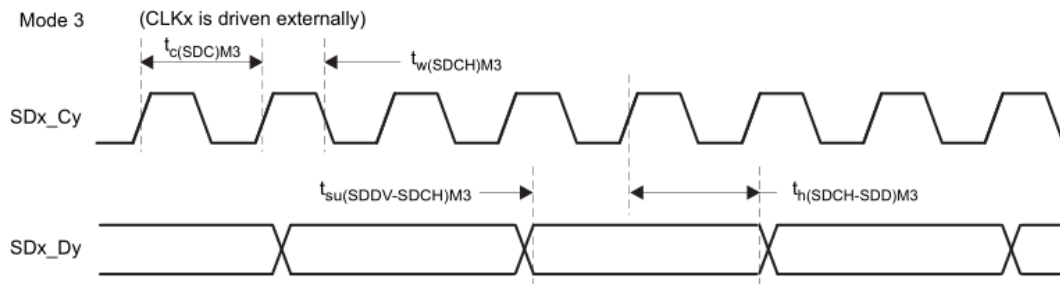 Mode 3 (CLKx is driven externally)
tc(SDC)M3
tw(SDCH)M3
SDx_Cy
tsu(SDDV-SDCH)M3
th(SDCH-SDD)M3
SDx_Dy